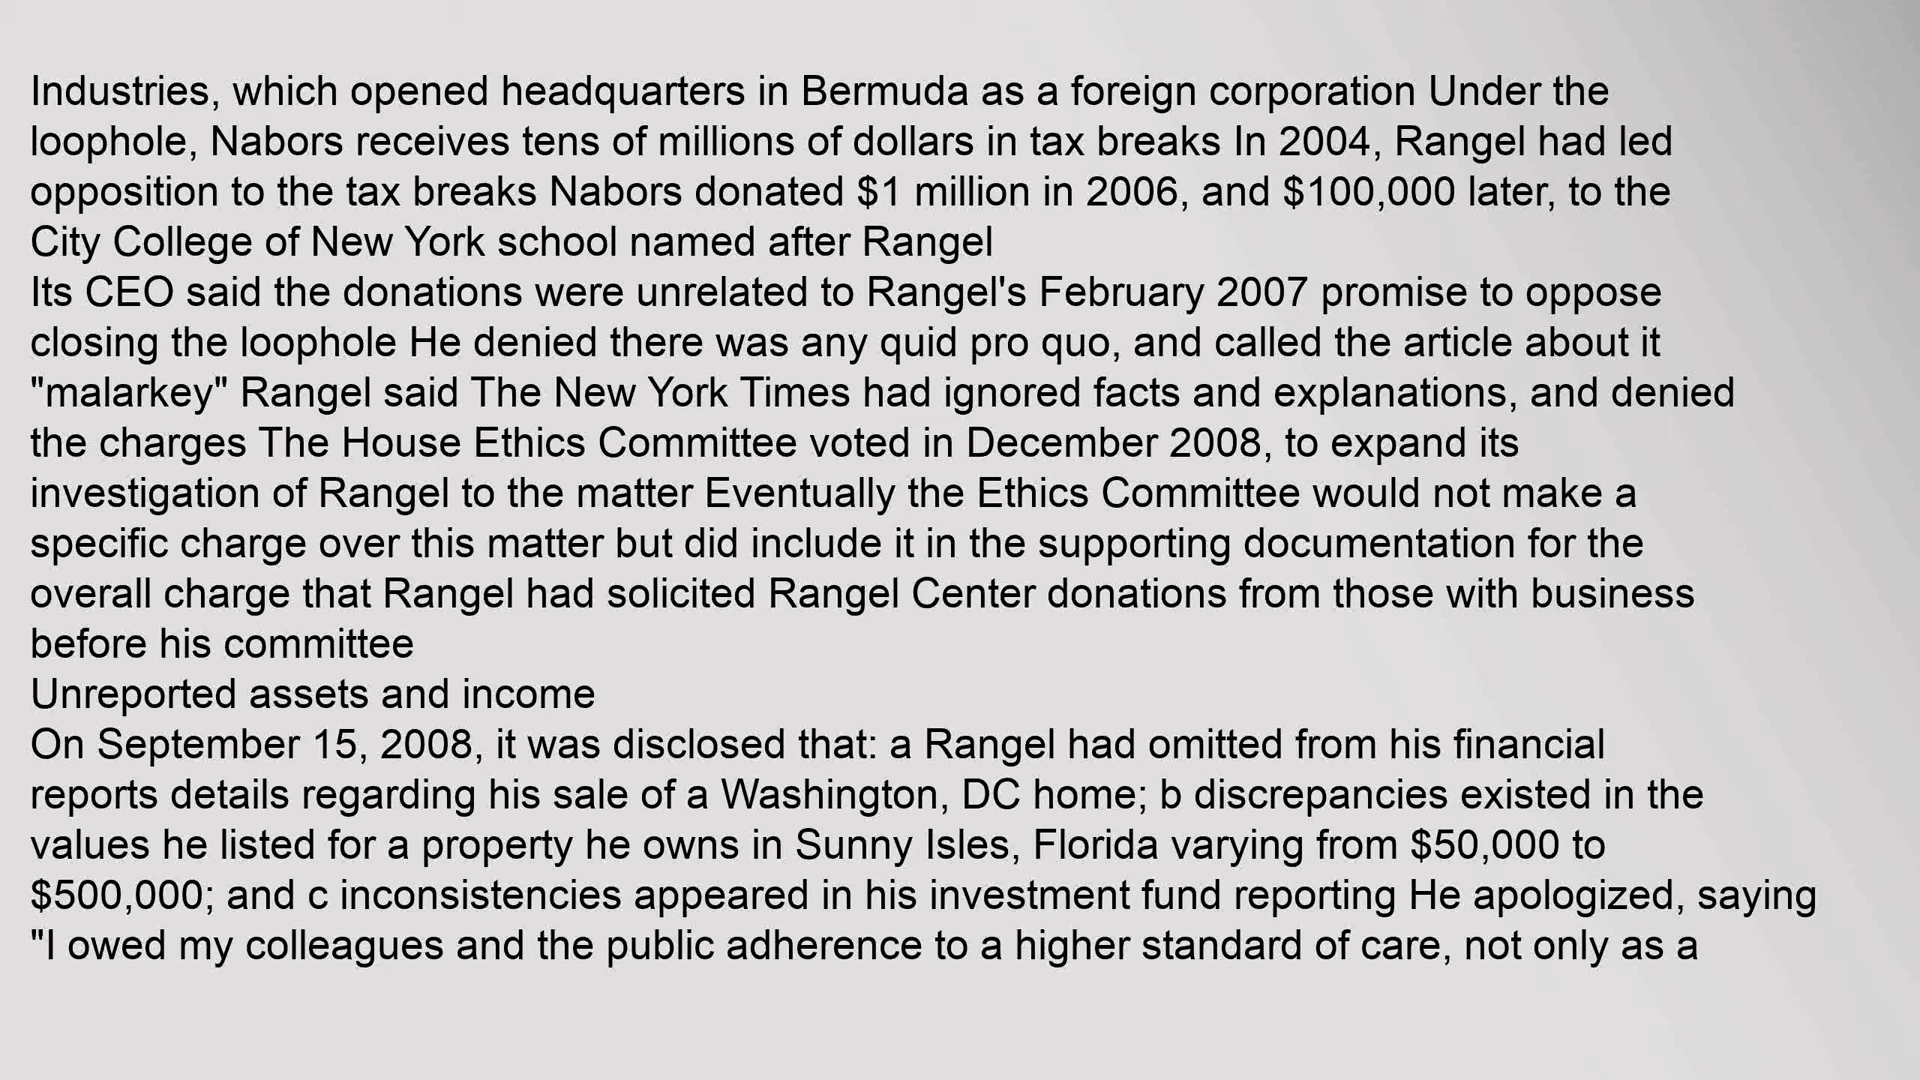 Industries, which opened headquarters in Bermuda as a foreign corporation Under the
loophole, Nabors receives tens of millions of dollars in tax breaks In 2004, Rangel had led
opposition to the tax breaks Nabors donated $1 million in 2006, and $100,000 later, to the
City College of New York school named after Rangel
Its CEO said the donations were unrelated to Rangel's February 2007 promise to oppose
closing the loophole He denied there was any quid pro quo, and called the article about it
"malarkey" Rangel said The New York Times had ignored facts and explanations, and denied
the charges The House Ethics Committee voted in December 2008, to expand its
investigation of Rangel to the matter Eventually the Ethics Committee would not make a
specific charge over this matter but did include it in the supporting documentation for the
overall charge that Rangel had solicited Rangel Center donations from those with business
before his committee
Unreported assets and income
On September 15, 2008, it was disclosed that: a Rangel had omitted from his financial
reports details regarding his sale of a Washington, DC home; b discrepancies existed in the
values he listed for a property he owns in Sunny Isles, Florida varying from $50,000 to
$500,000; and c inconsistencies appeared in his investment fund reporting He apologized, saying
"I owed my colleagues and the public adherence to a higher standard of care, not only as a